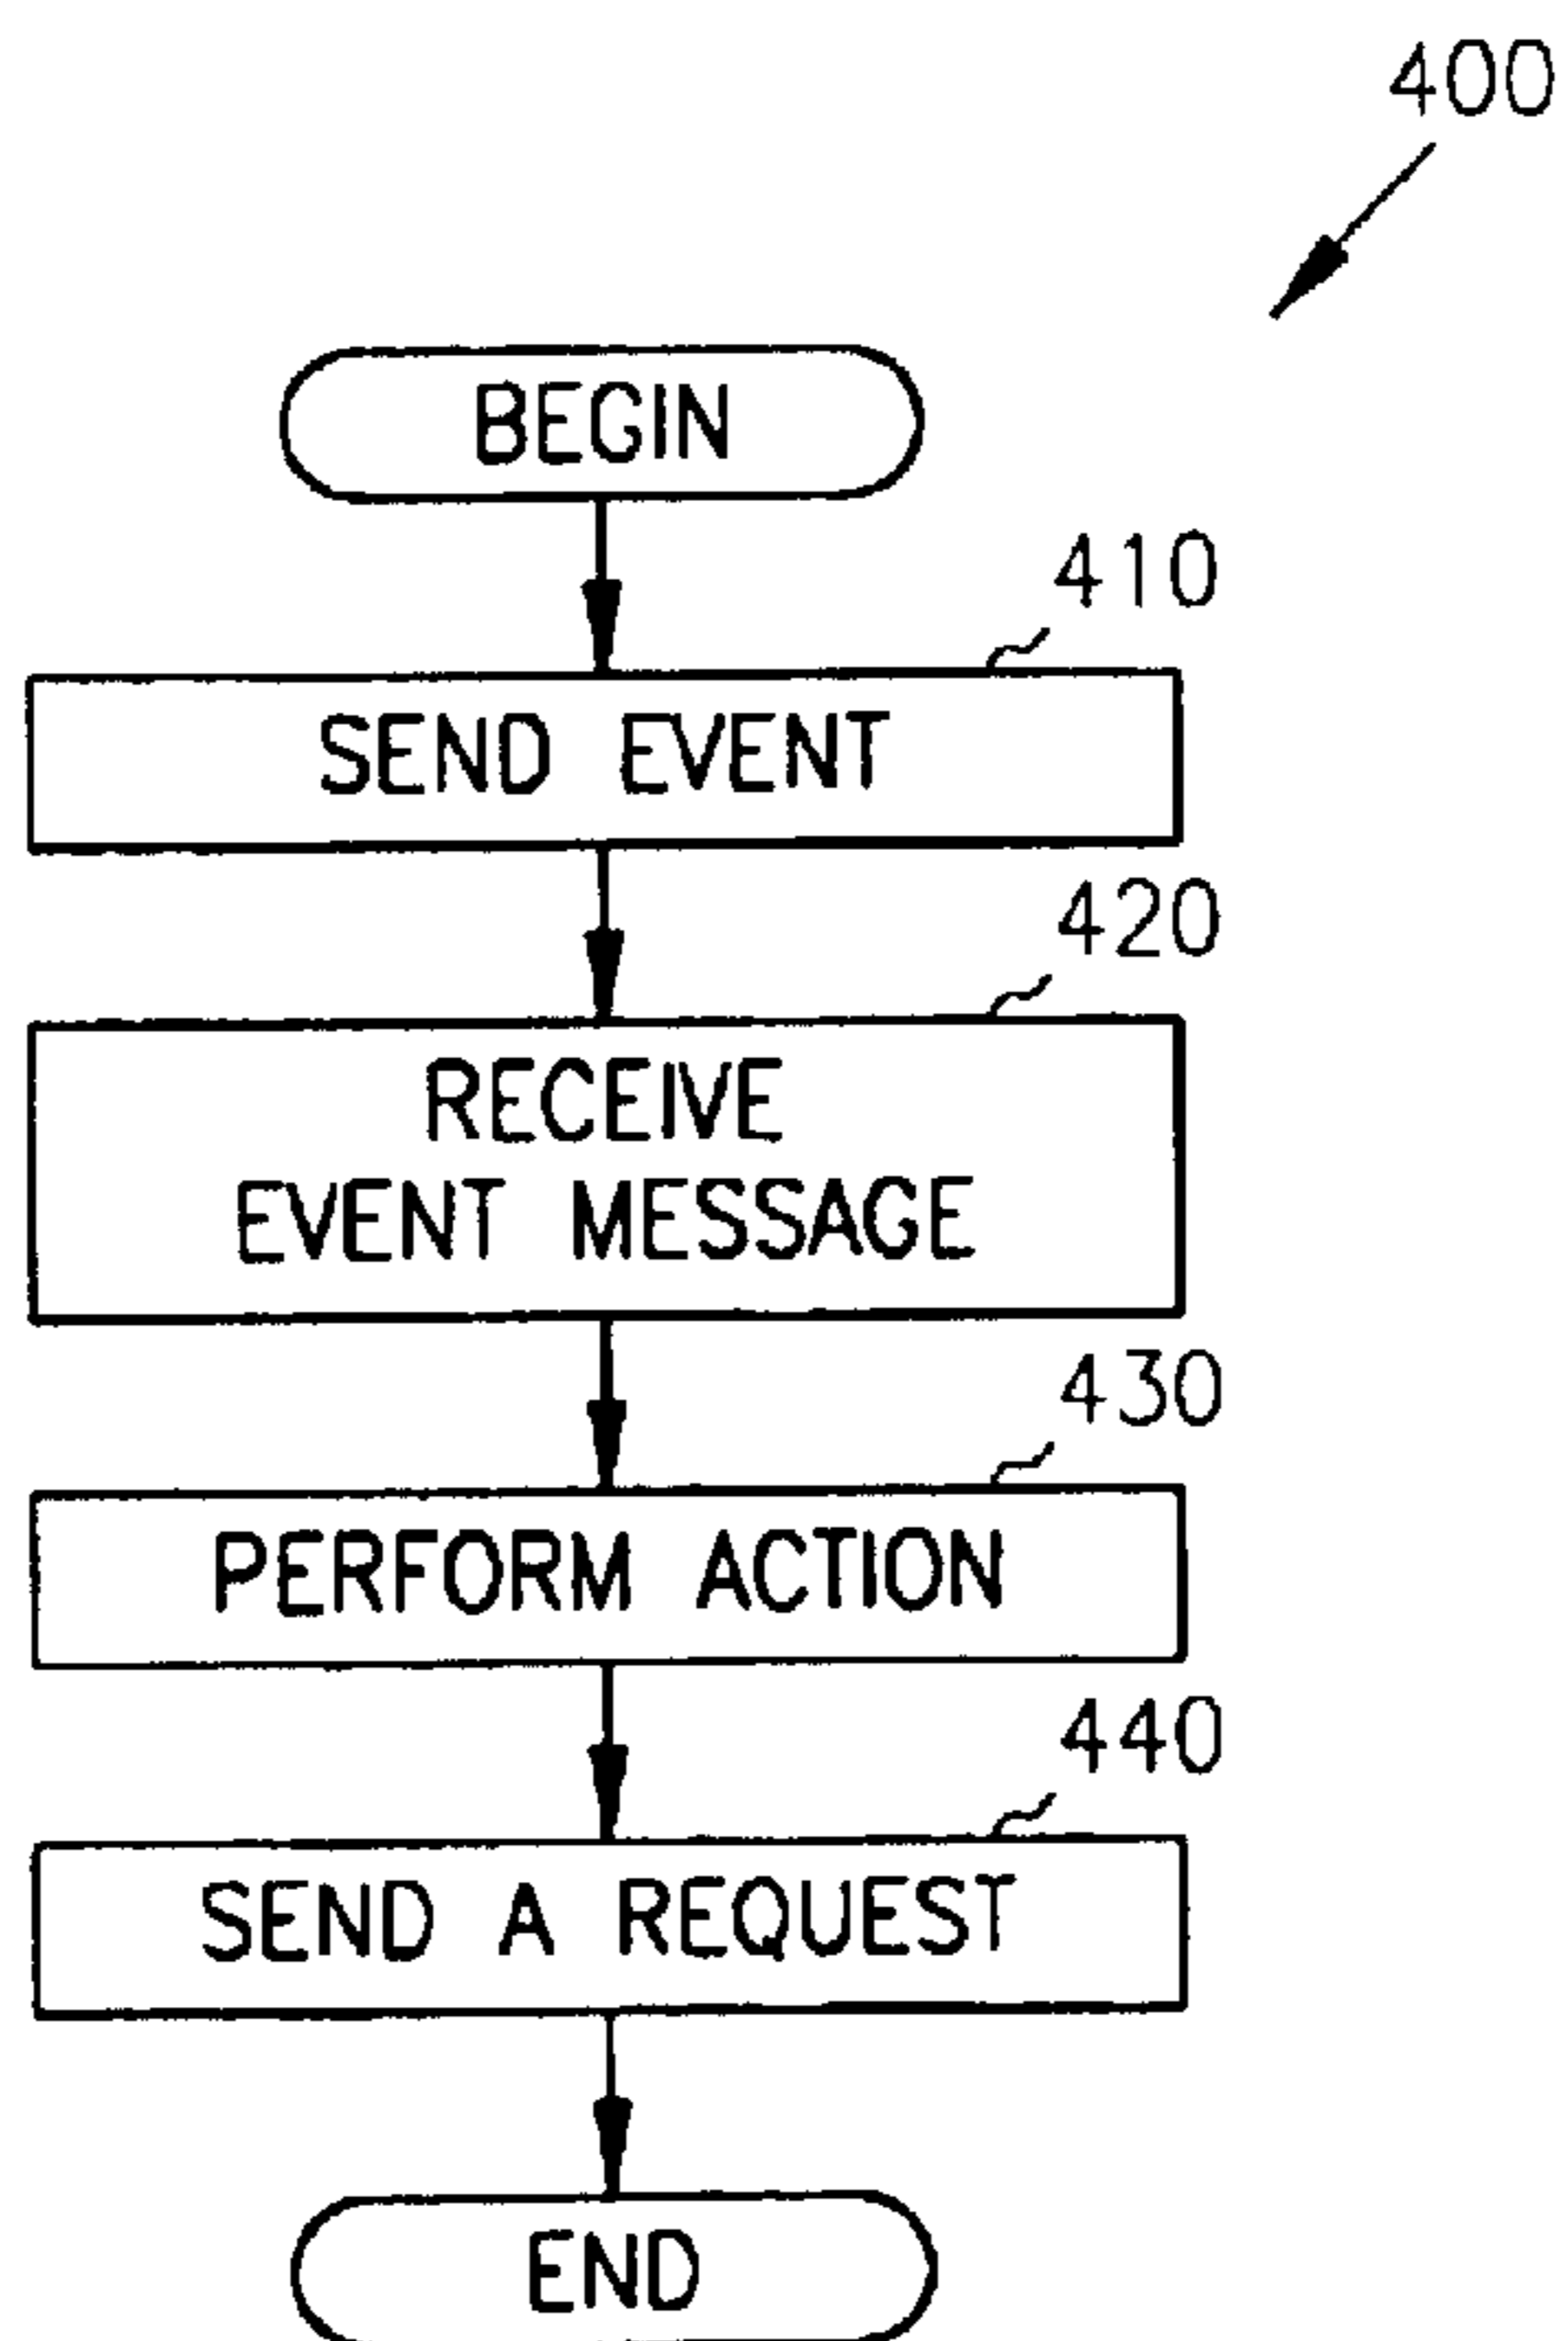 400
BEGIN
410
SEND EVENT
420
RECEIVE
EVENT MESSAGE
430
PERFORM ACTION
440
SEND A REQUEST
END